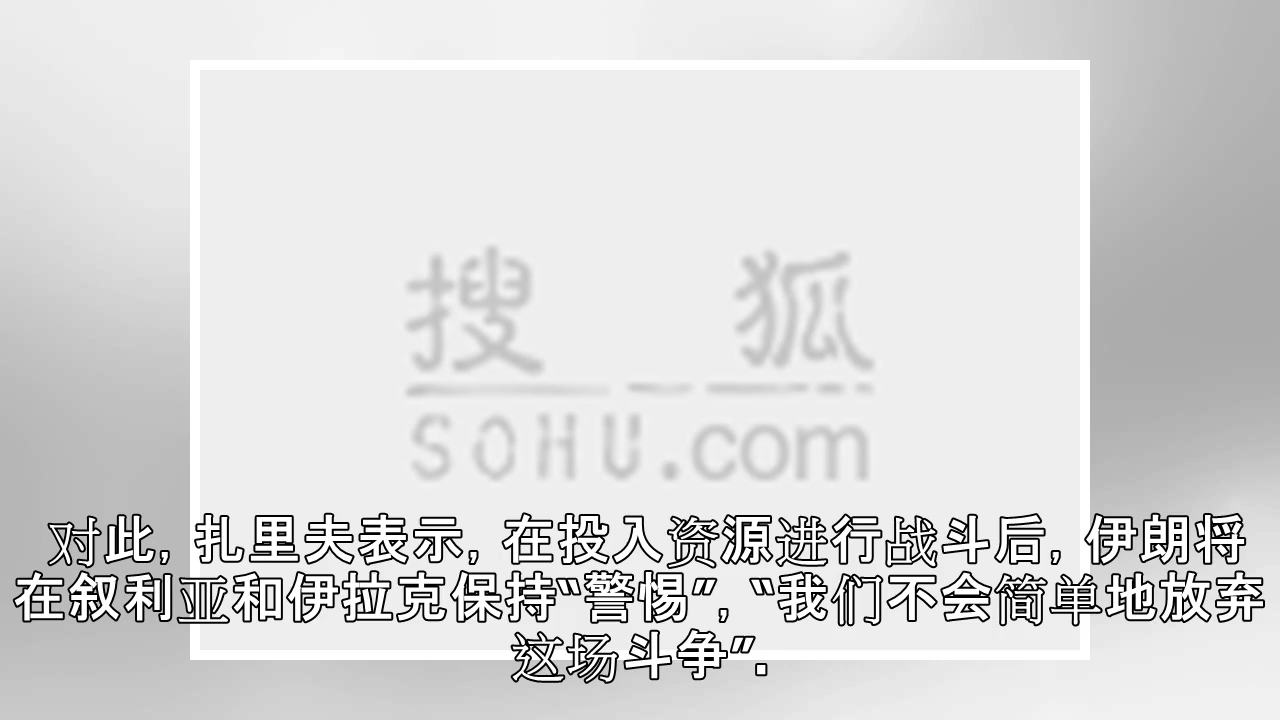 搜 狐
SOHU.com
对此, 扎里夫表示, 在投入资源进行战斗后, 伊朗将
在叙利亚和伊拉克保持“警惕”, “我们不会简单地放弃
这场斗争”.